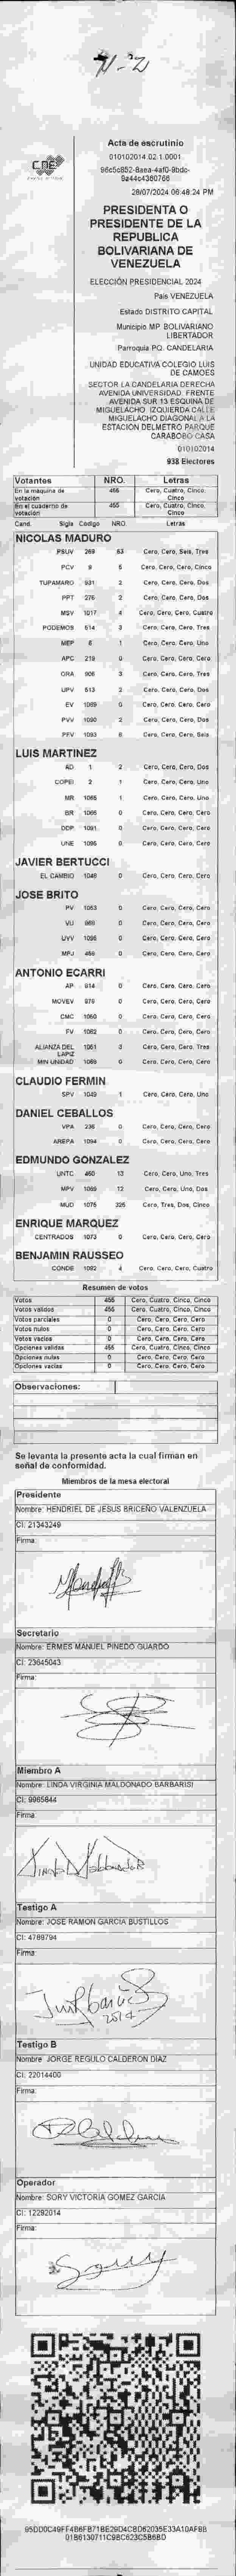 71-22
CNE
Acta de escrutinio
010102014.02.1.0001
28/07/2024 06:48:24 PM
PRESIDENTA O
PRESIDENTE DE LA
REPUBLICA
BOLIVARIANA DE
VENEZUELA
ELECCIÓN PRESIDENCIAL 2024
Pais VENEZUELA
Estado DISTRITO CAPITAL
Municipio MP. BOLIVARIANO
LIBERTADOR
Parroquia PQ. CANDELARIA
UNIDAD EDUCATIVA COLEGIO LUIS
DE CAMOES
SECTOR LA CANDELARIA DERECHA
AVENIDA UNIVERSIDAD. FRENTE
AVENIDA SUR 13 ESQUINA DE
MIGUELACHO IZQUIERDA CALLE
MIGUELACHO DIAGONAL A LA
ESTACION DELMETRO PARQUE
CARABOBO CASA
010102014
938 Electores
Votantes NRO. Letras
En la maquina de votación 455 Cero, Cuatro, Cinco, Cinco
En el cuaderno de votación 455 Cero, Cuatro, Cinco, Cinco
Cand. Sigla Codigo NRO. Letras
NICOLAS MADURO
PSUV 269 63 Cero, Cero, Seis, Tres
PCV 9 5 Cero, Cero, Cero, Cinco
TUPAMARO 931 2 Cero, Cero, Cero, Dos
PPT 275 2 Cero, Cero, Cero, Dos
MSV 1017 4 Cero, Cero, Cero, Cuatro
PODEMOS 514 3 Cero, Cero, Cero, Tres
MEP 6 1 Cero, Cero, Cero, Uno
APC 219 0 Cero, Cero, Cero, Cero
ORA 906 3 Cero, Cero, Cero, Tres
UPV 513 2 Cero, Cero, Cero, Dos
EV 1089 0 Cero, Cero, Cero, Cero
PVV 1090 2 Cero, Cero, Cero, Dos
PFV 1093 6 Cero, Cero, Cero, Seis
LUIS MARTINEZ
AD 1 2 Cero, Cero, Cero, Dos
COPEI 2 1 Cero, Cero, Cero, Uno
MR 1065 1 Cero, Cero, Cero, Uno
BR 1066 0 Cero, Cero, Cero, Cero
DDP 1091 0 Cero, Cero, Cero, Cero
UNE 1095 0 Cero, Cero, Cero, Cero
JAVIER BERTUCCI
EL CAMBIO 1048 0 Cero, Cero, Cero, Cero
JOSE BRITO
PV 1053 0 Cero, Cero, Cero, Cero
VU 969 0 Cero, Cero, Cero, Cero
UVV 1096 0 Cero, Cero, Cero, Cero
MPJ 459 0 Cero, Cero, Cero, Cero
ANTONIO ECARRI
AP 914 0 Cero, Cero, Cero, Cero
MOVEV 979 0 Cero, Cero, Cero, Cero
CMC 1050 0 Cero, Cero, Cero, Cero
FV 1062 0 Cero, Cero, Cero, Cero
ALIANZA DEL LAPIZ 1061 3 Cero, Cero, Cero, Tres
MIN UNIDAD 1069 0 Cero, Cero, Cero, Cero
CLAUDIO FERMIN
SPV 1049 1 Cero, Cero, Cero, Uno
DANIEL CEBALLOS
VPA 236 0 Cero, Cero, Cero, Cero
AREPA 1094 0 Cero, Cero, Cero, Cero
EDMUNDO GONZALEZ
UNTC 460 13 Cero, Cero, Uno, Tres
MPV 1069 12 Cero, Cero, Uno, Dos
MUD 1075 325 Cero, Tres, Dos, Cinco
ENRIQUE MARQUEZ
CENTRADOS 1073 0 Cero, Cero, Cero, Cero
BENJAMIN RAUSSEO
CONDE 1092 4 Cero, Cero, Cero, Cuatro
Resumen de votos
Votos 455 Cero, Cuatro, Cinco, Cinco
Votos validos 455 Cero, Cuatro, Cinco, Cinco
Votos parciales 0 Cero, Cero, Cero, Cero
Votos nulos 0 Cero, Cero, Cero, Cero
Votos vacios 0 Cero, Cero, Cero, Cero
Opciones validas 455 Cero, Cuatro, Cinco, Cinco
Opciones nulas 0 Cero, Cero, Cero, Cero
Opciones vacias 0 Cero, Cero, Cero, Cero
Observaciones:
Se levanta la presente acta la cual firman en
señal de conformidad.
Miembros de la mesa electoral
Presidente
Nombre: HENDRIEL DE JESUS BRICEÑO VALENZUELA
CI: 21343249
Firma:
Secretario
Nombre: ERMES MANUEL PINEDO GUARDO
CI: 23645043
Firma:
Miembro A
Nombre: LINDA VIRGINIA MALDONADO BARBARISI
CI: 9965844
Firma:
Linda Maldonado B
Testigo A
Nombre: JOSE RAMON GARCIA BUSTILLOS
CI: 4769794
Firma:
Testigo B
Nombre: JORGE REGULO CALDERON DIAZ
CI: 22014400
Firma:
Operador
Nombre: SORY VICTORIA GOMEZ GARCIA
CI: 12292014
Firma:
Sory